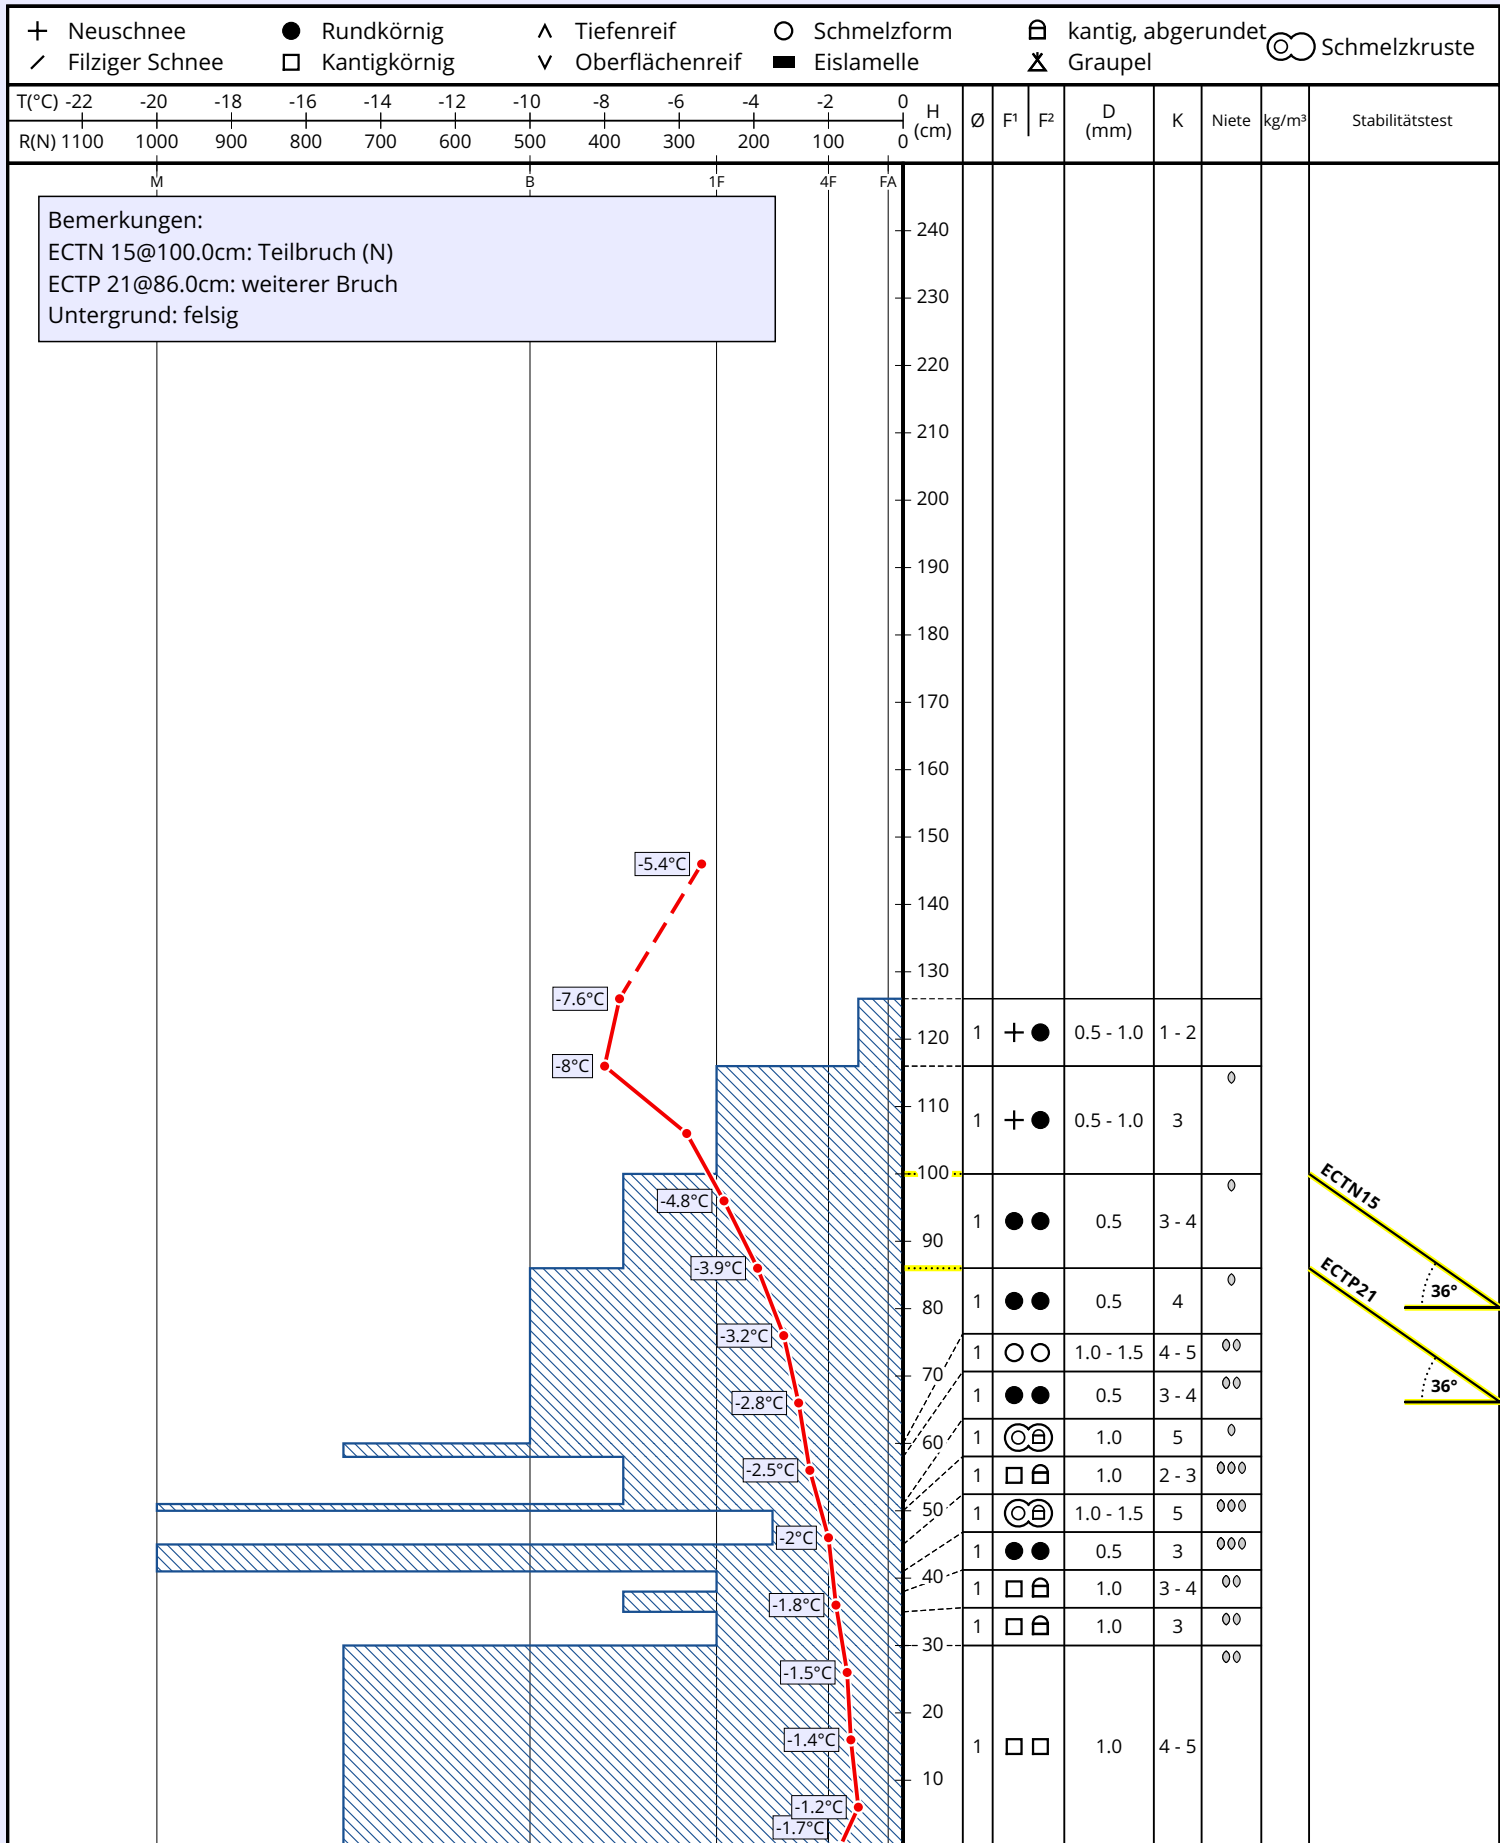 Neuschnee Rundkörnig Tiefenreif Schmelzform kantig, abgerundet Schmelzkruste
Filziger Schnee Kantigkörnig Oberflächenreif Eislamelle Graupel
T(°C) -22 -20 -18 -16 -14 -12 -10 -8 -6 -4 -2 0
R(N) 1100 1000 900 800 700 600 500 400 300 200 100 0
H (cm) Ø F¹ F² D (mm) K Niete kg/m³ Stabilitätstest
M B 1F 4F FA
Bemerkungen:
ECTN 15@100.0cm: Teilbruch (N)
ECTP 21@86.0cm: weiterer Bruch
Untergrund: felsig
240
230
220
210
200
190
180
170
160
150
-5.4°C
140
130
-7.6°C
120 1 0.5 - 1.0 1 - 2
-8°C
110 1 0.5 - 1.0 3
100
ECTN15
-4.8°C
90 1 0.5 3 - 4
-3.9°C
ECTP21
36°
80 1 0.5 4
-3.2°C
1 1.0 - 1.5 4 - 5
70
-2.8°C
1 0.5 3 - 4
36°
60 1 1.0 5
-2.5°C
1 1.0 2 - 3
50 1 1.0 - 1.5 5
-2°C
1 0.5 3
40 1 1.0 3 - 4
-1.8°C
1 1.0 3
30
-1.5°C
20
-1.4°C
1 1.0 4 - 5
10
-1.2°C
-1.7°C